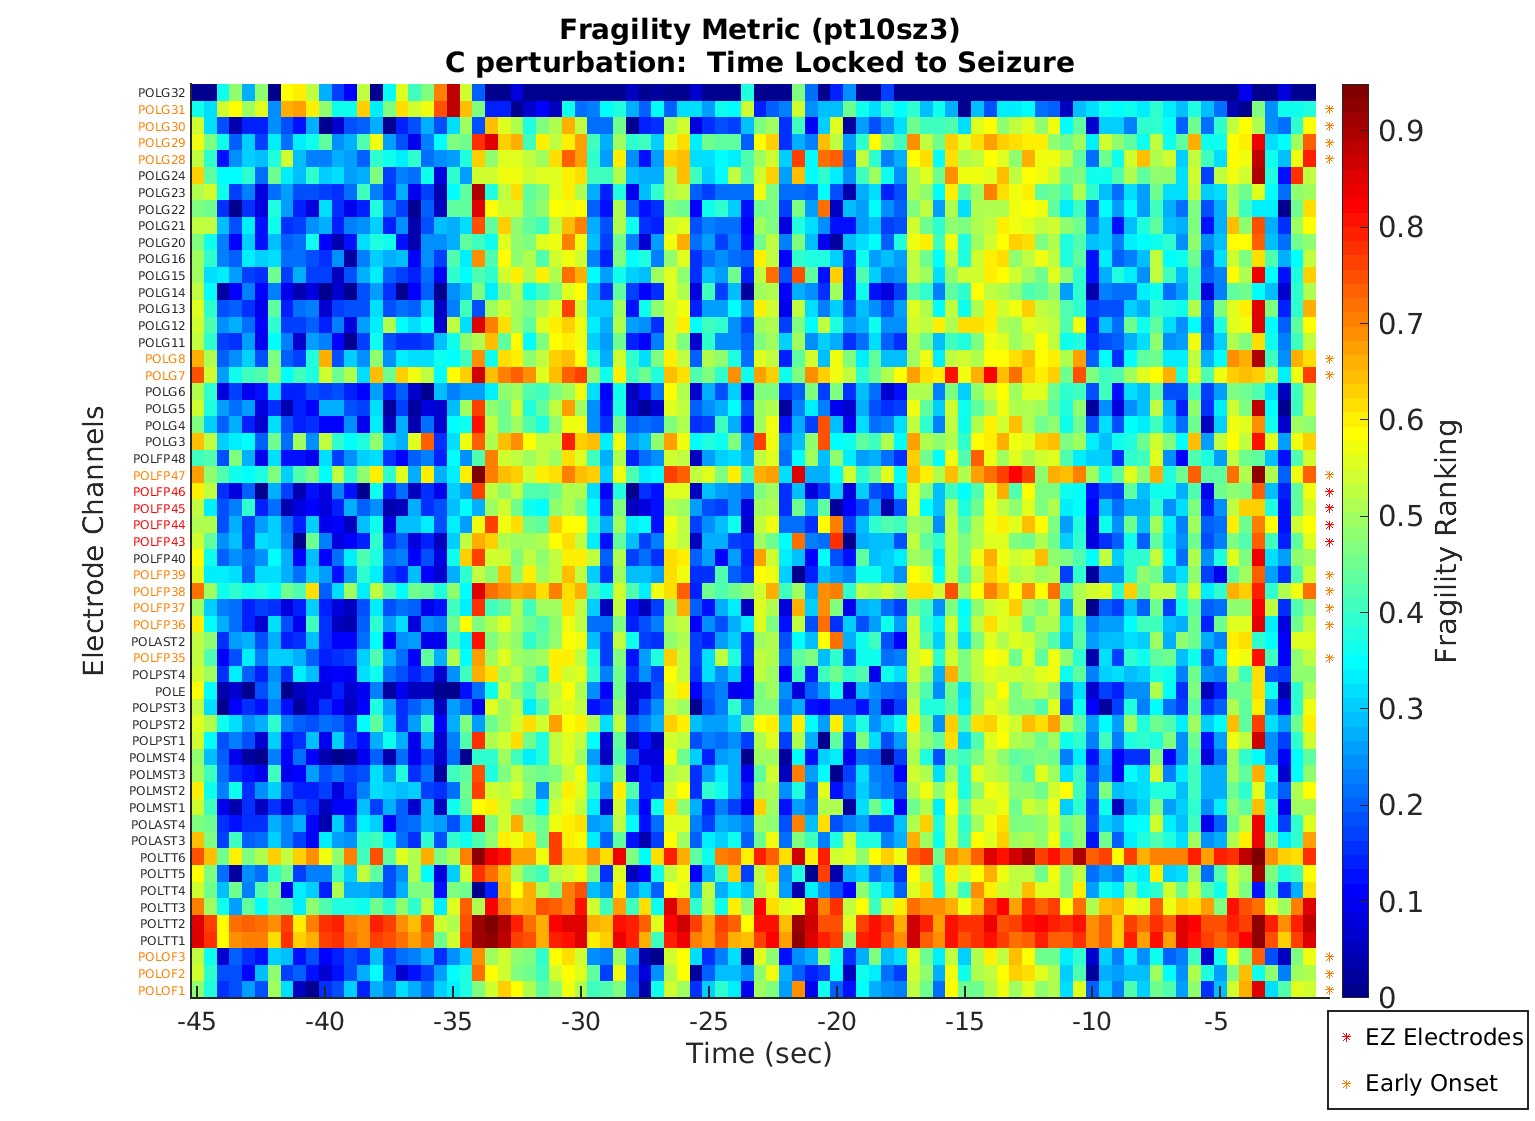 Fragility Metric (pt10sz3)
C perturbation:  Time Locked to Seizure
POLG32
POLG31
POLG30
POLG29
POLG28
POLG24
POLG23
POLG22
POLG21
POLG20
POLG16
POLG15
POLG14
POLG13
POLG12
POLG11
POLG8
POLG7
POLG6
POLG5
POLG4
POLG3
POLFP48
POLFP47
POLFP46
POLFP45
POLFP44
POLFP43
POLFP40
POLFP39
POLFP38
POLFP37
POLFP36
POLAST2
POLFP35
POLPST4
POLE
POLPST3
POLPST2
POLPST1
POLMST4
POLMST3
POLMST2
POLMST1
POLAST4
POLAST3
POLTT6
POLTT5
POLTT4
POLTT3
POLTT2
POLTT1
POLOF3
POLOF2
POLOF1
Electrode Channels
-45 -40 -35 -30 -25 -20 -15 -10 -5
Time (sec)
0.9
0.8
0.7
0.6
0.5
0.4
0.3
0.2
0.1
0
Fragility Ranking
EZ Electrodes
Early Onset